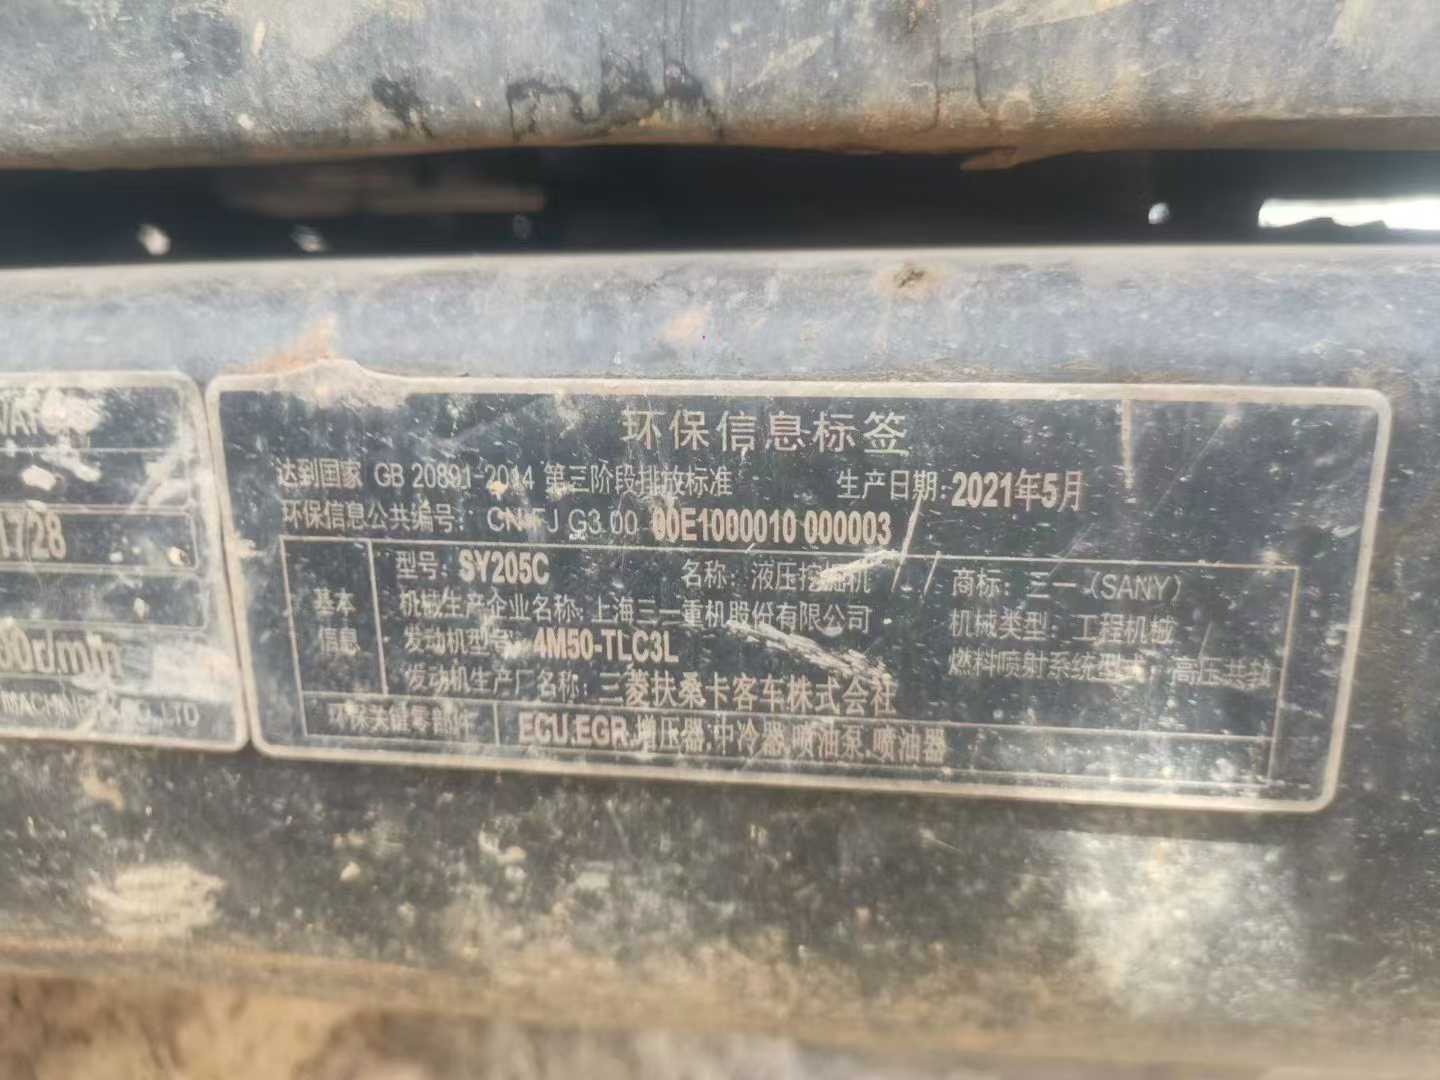 1728
00r/min
MACHINERY CO.,LTD
环保信息标签
达到国家 GB 20891-2014 第三阶段排放标准 生产日期: 2021年5月
环保信息公共编号: CN FJ G3 00 00E1000010 000003
基本信息
型号: SY205C 名称: 液压挖掘机 商标: 三一 (SANY)
机械生产企业名称: 上海三一重机股份有限公司 机械类型: 工程机械
发动机型号: 4M50-TLC3L 燃料喷射系统型式: 高压共轨
发动机生产厂名称: 三菱扶桑卡客车株式会社
环保关键零部件 ECU,EGR,增压器,中冷器,喷油泵,喷油器